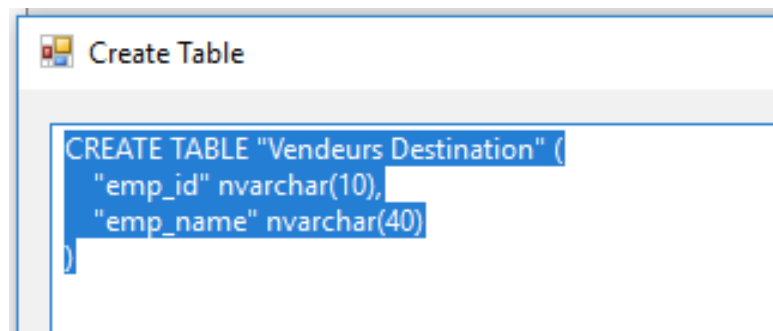 Create Table
CREATE TABLE "Vendeurs Destination" (
"emp_id" nvarchar(10),
"emp_name" nvarchar(40)
)